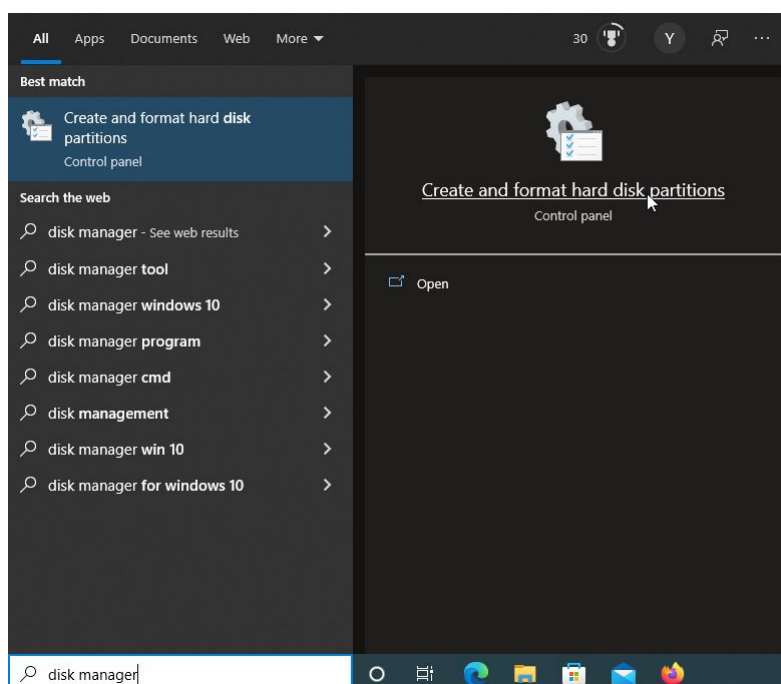 All Apps Documents Web More
30 Y
Best match
Create and format hard disk
partitions
Control panel
Search the web
disk manager - See web results
disk manager tool
disk manager windows 10
disk manager program
disk manager cmd
disk management
disk manager win 10
disk manager for windows 10
Create and format hard disk partitions
Control panel
Open
disk manager